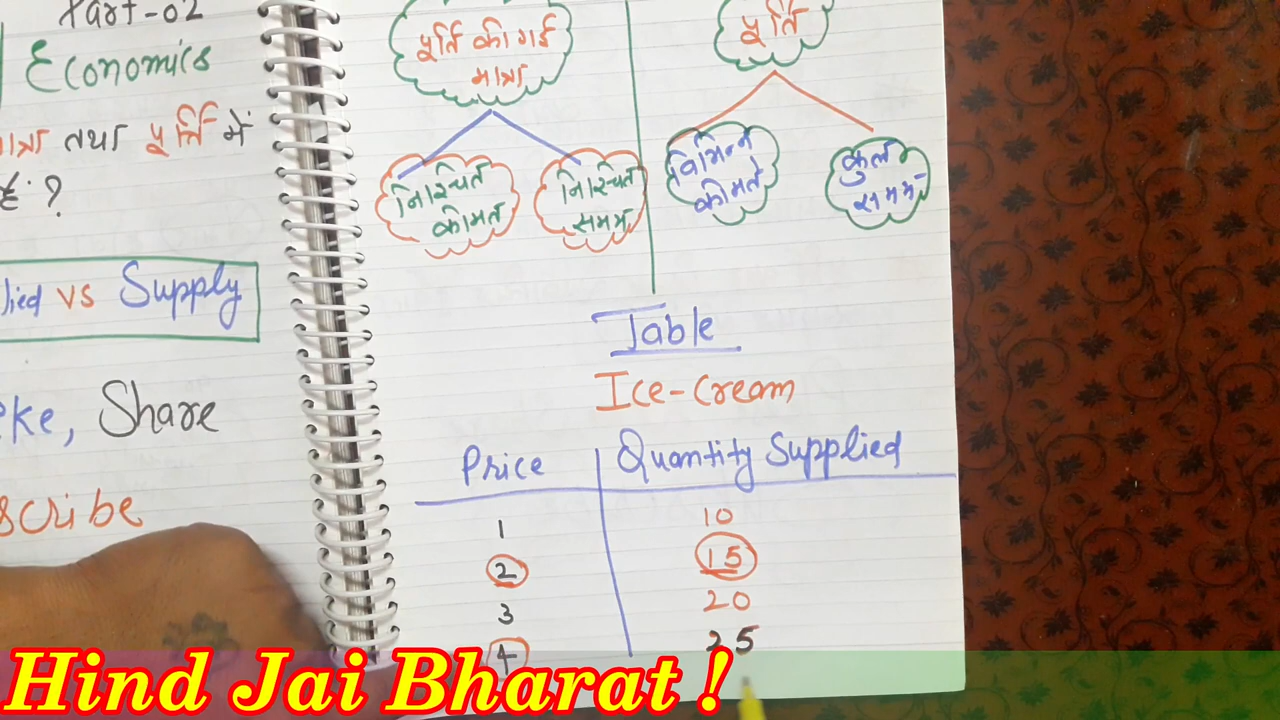 Part-02
Economics
मात्रा तथा पूर्ति में
है ?
lied vs Supply
ke, Share
scribe
पूर्ति की गई
मात्रा
निश्चित
कीमत
निश्चित
समय
पूर्ति
विभिन्न
कीमतें
कुल
समय
Table
Ice-Cream
Price Quantity Supplied
1 10
2 15
3 20
4 25
Hind Jai Bharat !